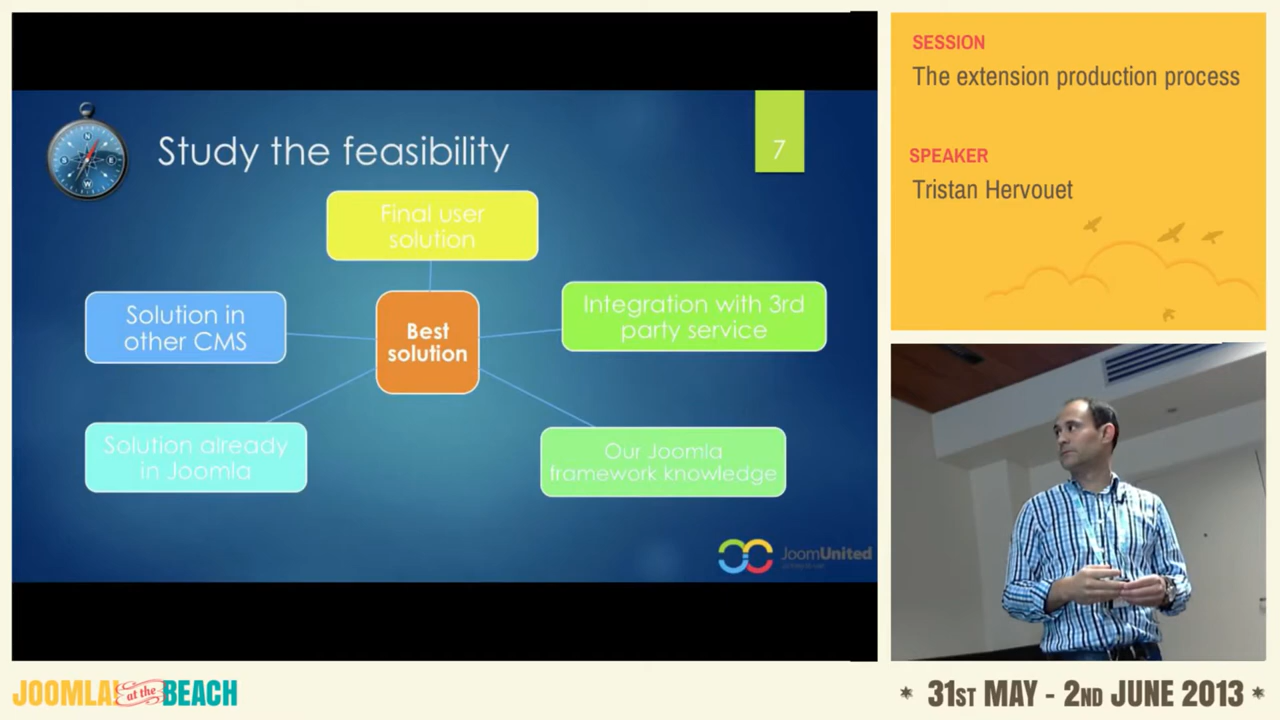 Study the feasibility
7
Final user
solution
Solution in
other CMS
Best
solution
Integration with 3rd
party service
Solution already
in Joomla
Our Joomla
framework knowledge
JoomUnited
SESSION
The extension production process
SPEAKER
Tristan Hervouet
N
E
S
W
JOOMLA! at the BEACH
* 31ST MAY - 2ND JUNE 2013 *